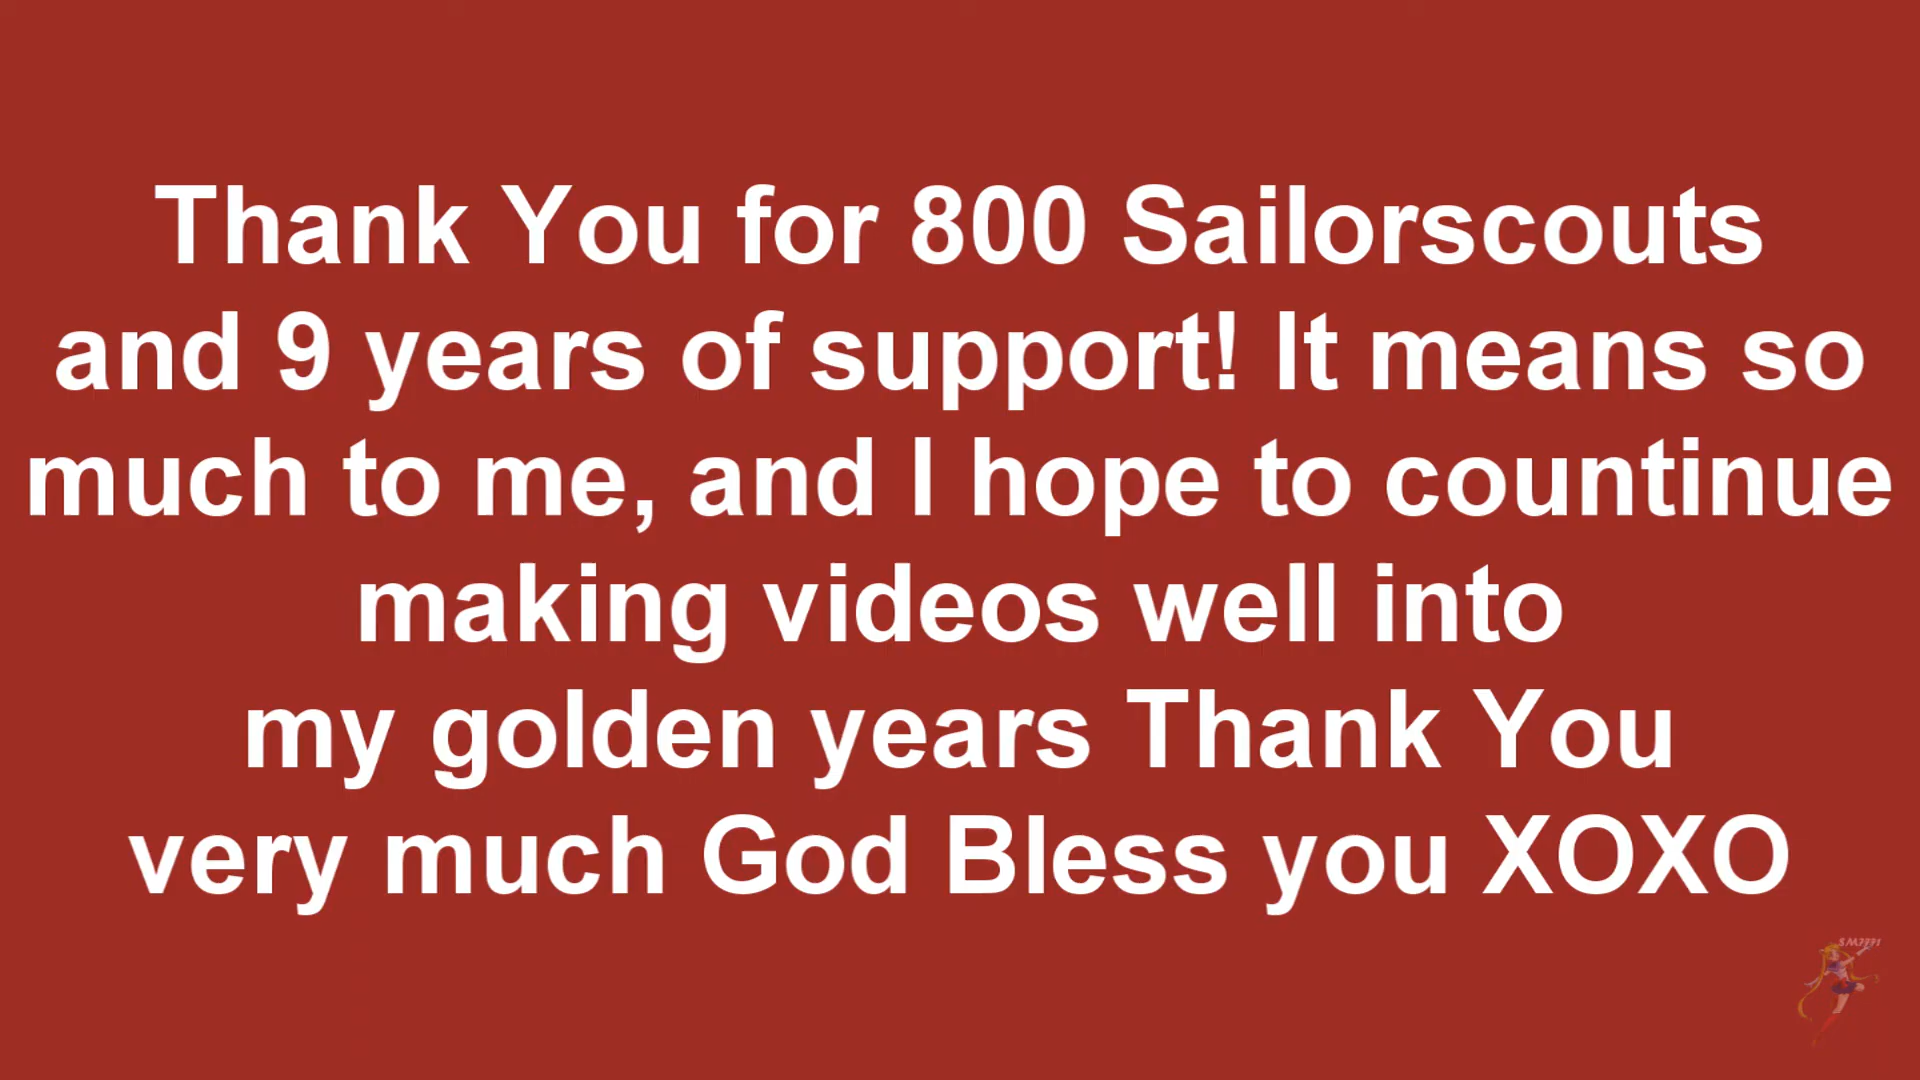 Thank You for 800 Sailorscouts
and 9 years of support! It means so
much to me, and I hope to countinue
making videos well into
my golden years Thank You
very much God Bless you XOXO